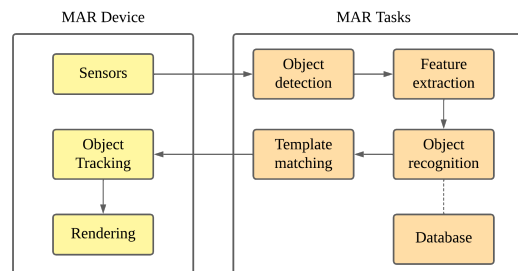 MAR Device
MAR Tasks
Sensors
Object
detection
Feature
extraction
Object
Tracking
Template
matching
Object
recognition
Rendering
Database